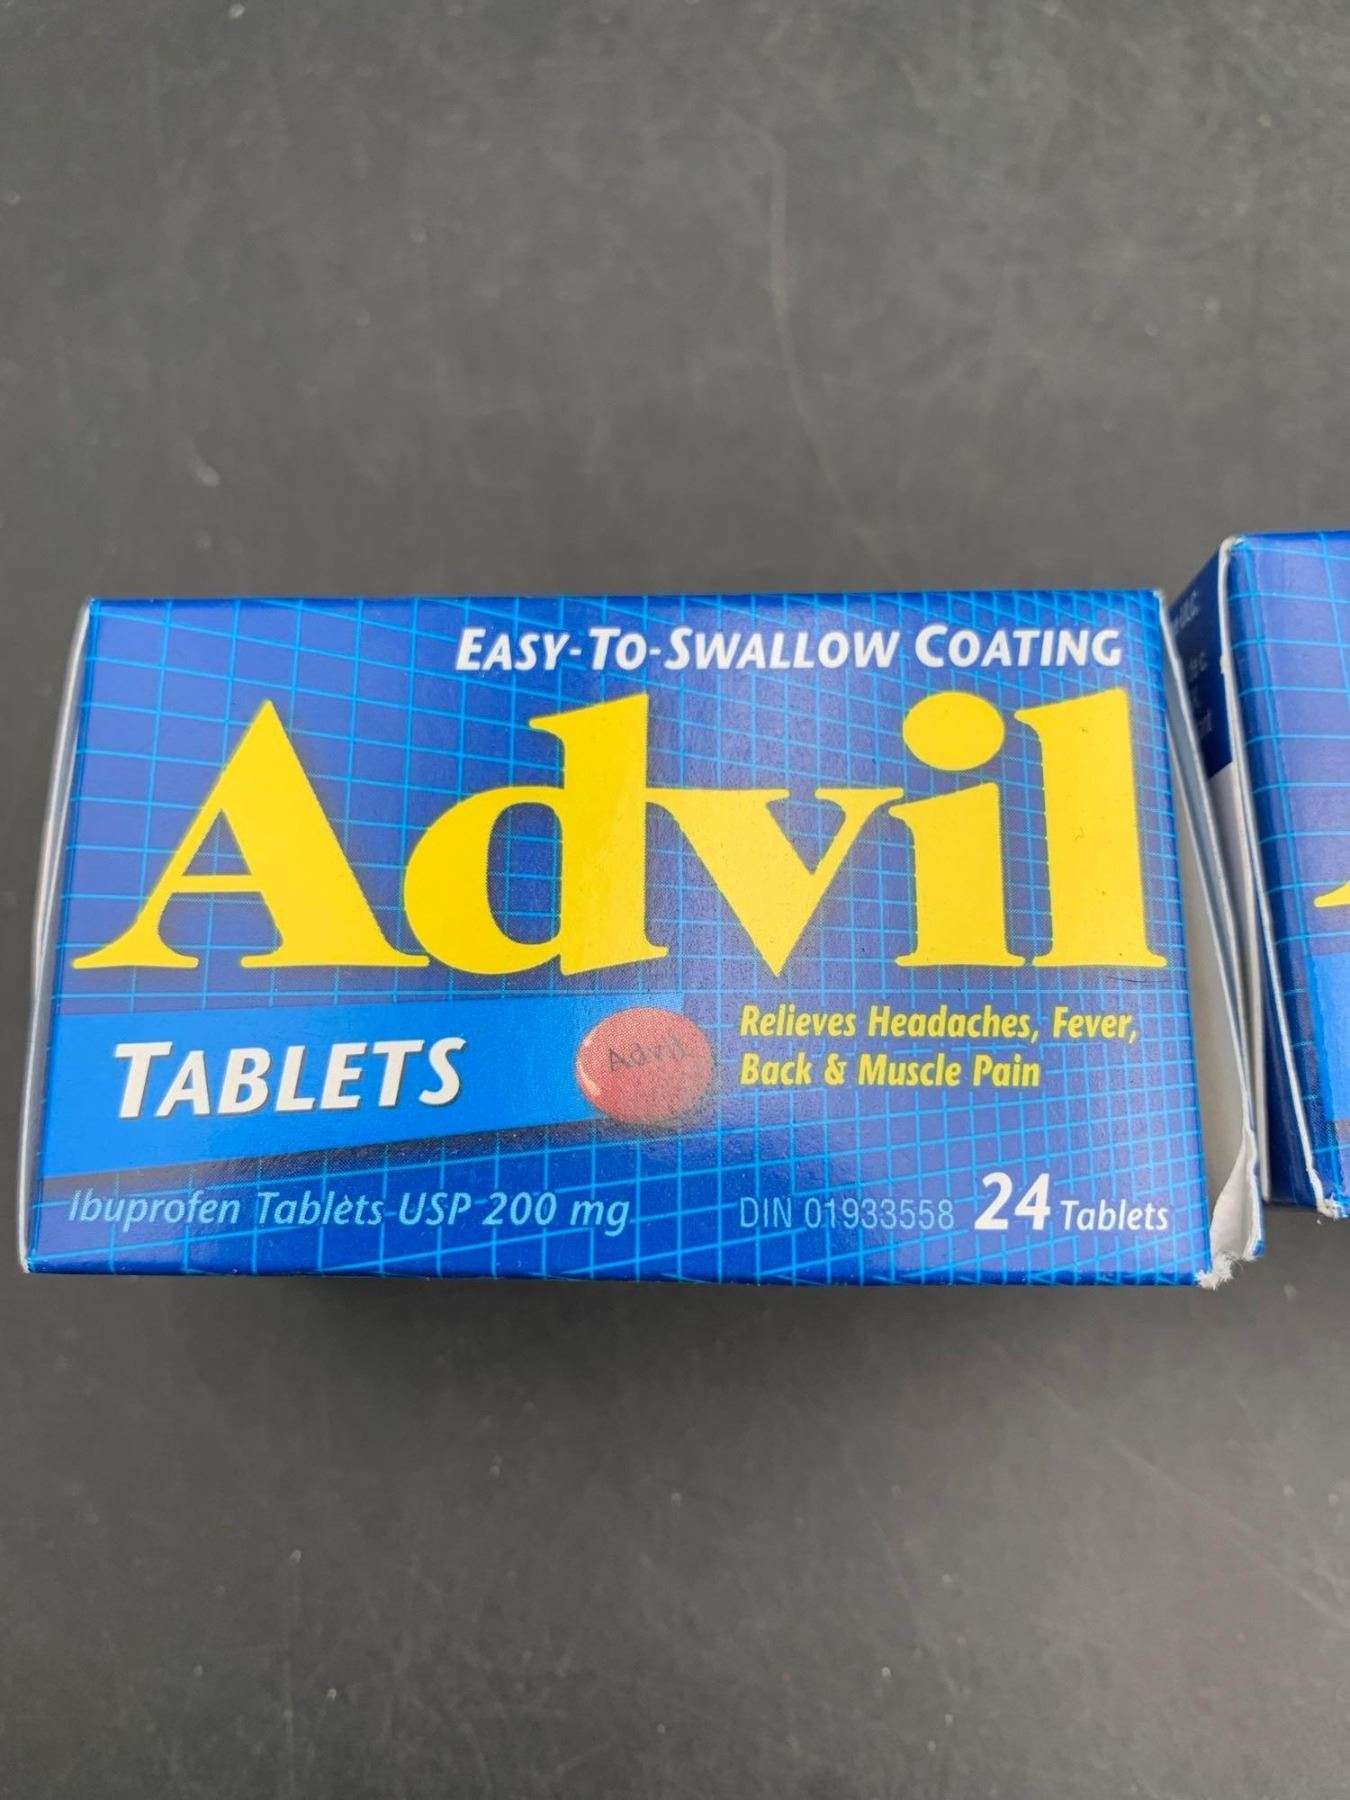 EASY-TO-SWALLOW COATING
Advil
TABLETS
Advil
Relieves Headaches, Fever,
Back & Muscle Pain
Ibuprofen Tablets USP 200 mg
DIN 01933558 24 Tablets